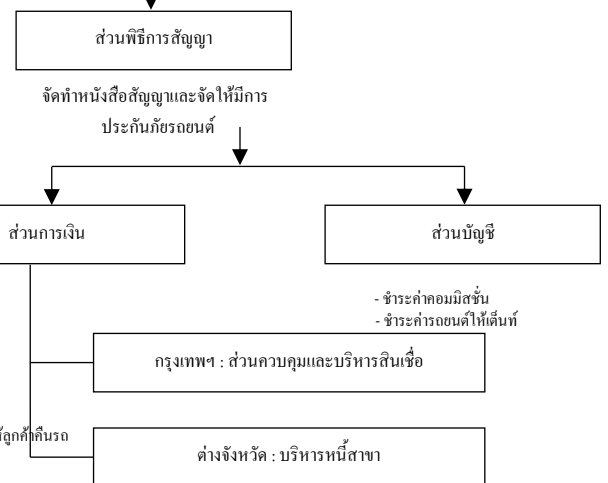 ส่วนพิธีการสัญญา
จัดทำหนังสือสัญญาและจัดให้มีการ
ประกันภัยรถยนต์
ส่วนการเงิน
ส่วนบัญชี
- ชำระค่าคอมมิสชั่น
- ชำระค่ารถยนต์ให้เต็นท์
กรุงเทพฯ : ส่วนควบคุมและบริหารสินเชื่อ
ลูกค้าคืนรถ
ต่างจังหวัด : บริหารหนี้สาขา